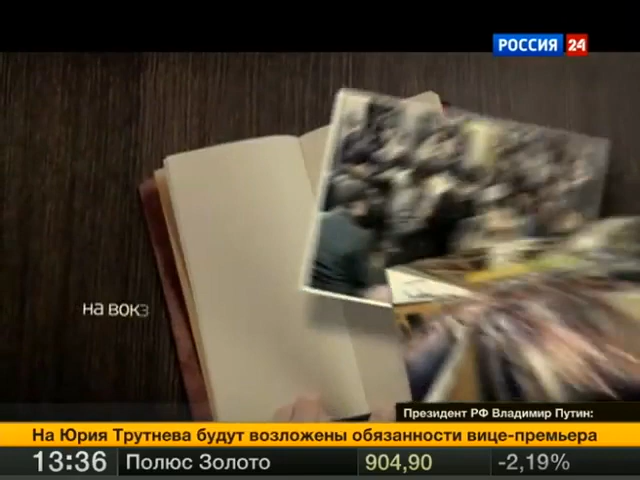 РОССИЯ 24
на вокз
Президент РФ Владимир Путин:
На Юрия Трутнева будут возложены обязанности вице-премьера
13:36 Полюс Золото 904,90 -2,19%